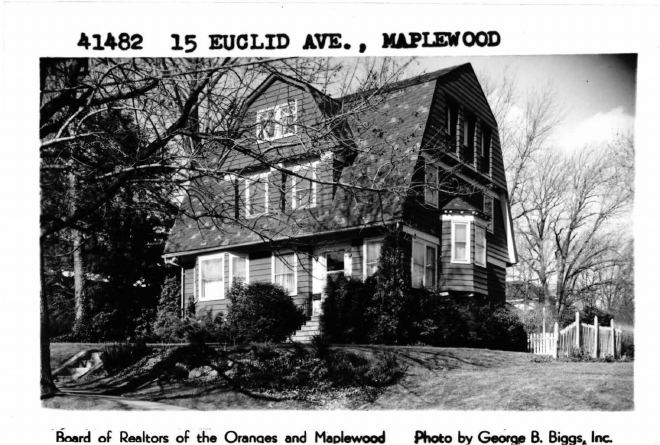 41482 15 EUCLID AVE., MAPLEWOOD
Board of Realtors of the Oranges and Maplewood Photo by George B. Biggs, Inc.